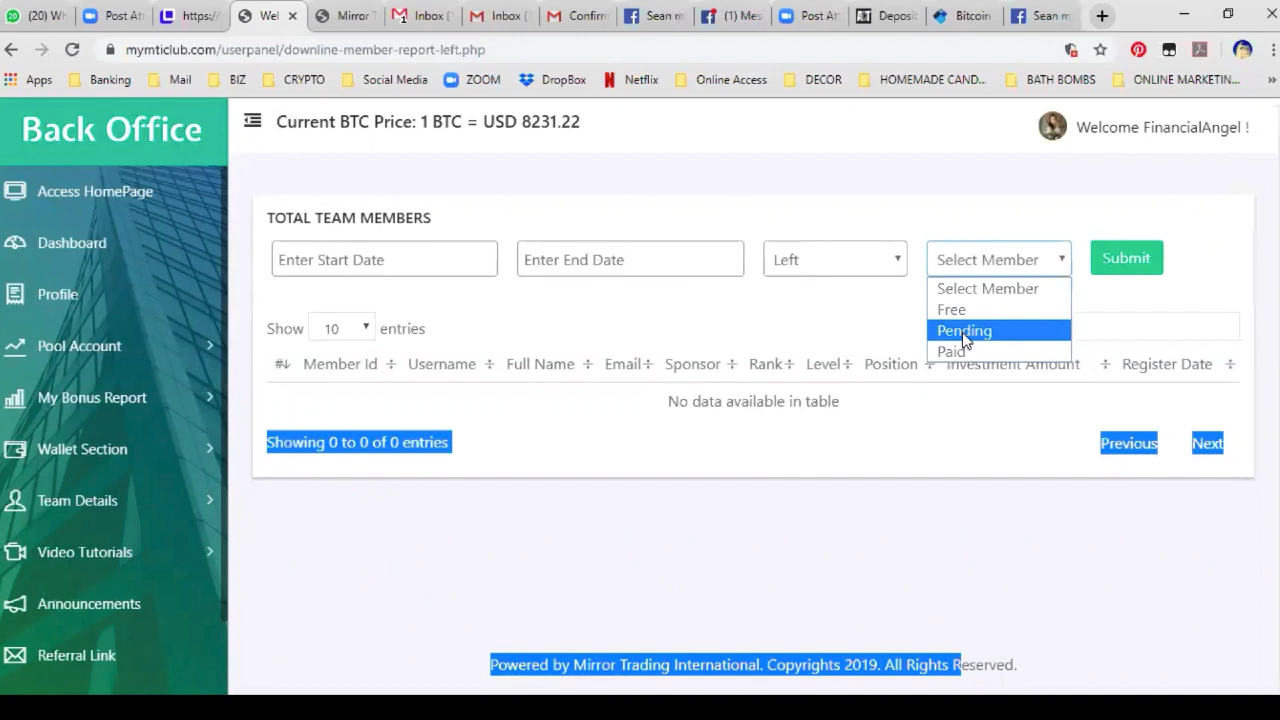 (20) Wh
Post Att
https:/
Wel
Mirror T
Inbox (
Inbox (
Confirm
Sean m
(1) Mes
Post Att
Deposi
Bitcoin
Sean m
mymticlub.com/userpanel/downline-member-report-left.php
Apps Banking Mail BIZ CRYPTO Social Media ZOOM DropBox Netflix Online Access DECOR HOMEMADE CAND... BATH BOMBS ONLINE MARKETIN...
Back Office
Current BTC Price: 1 BTC = USD 8231.22
Welcome FinancialAngel !
Access HomePage
Dashboard
Profile
Pool Account
My Bonus Report
Wallet Section
Team Details
Video Tutorials
Announcements
Referral Link
TOTAL TEAM MEMBERS
Enter Start Date Enter End Date Left Select Member Submit
Select Member
Free
Pending
Paid
Show 10 entries
# Member Id Username Full Name Email Sponsor Rank Level Position Investment Amount Register Date
No data available in table
Showing 0 to 0 of 0 entries Previous Next
Powered by Mirror Trading International. Copyrights 2019. All Rights Reserved.